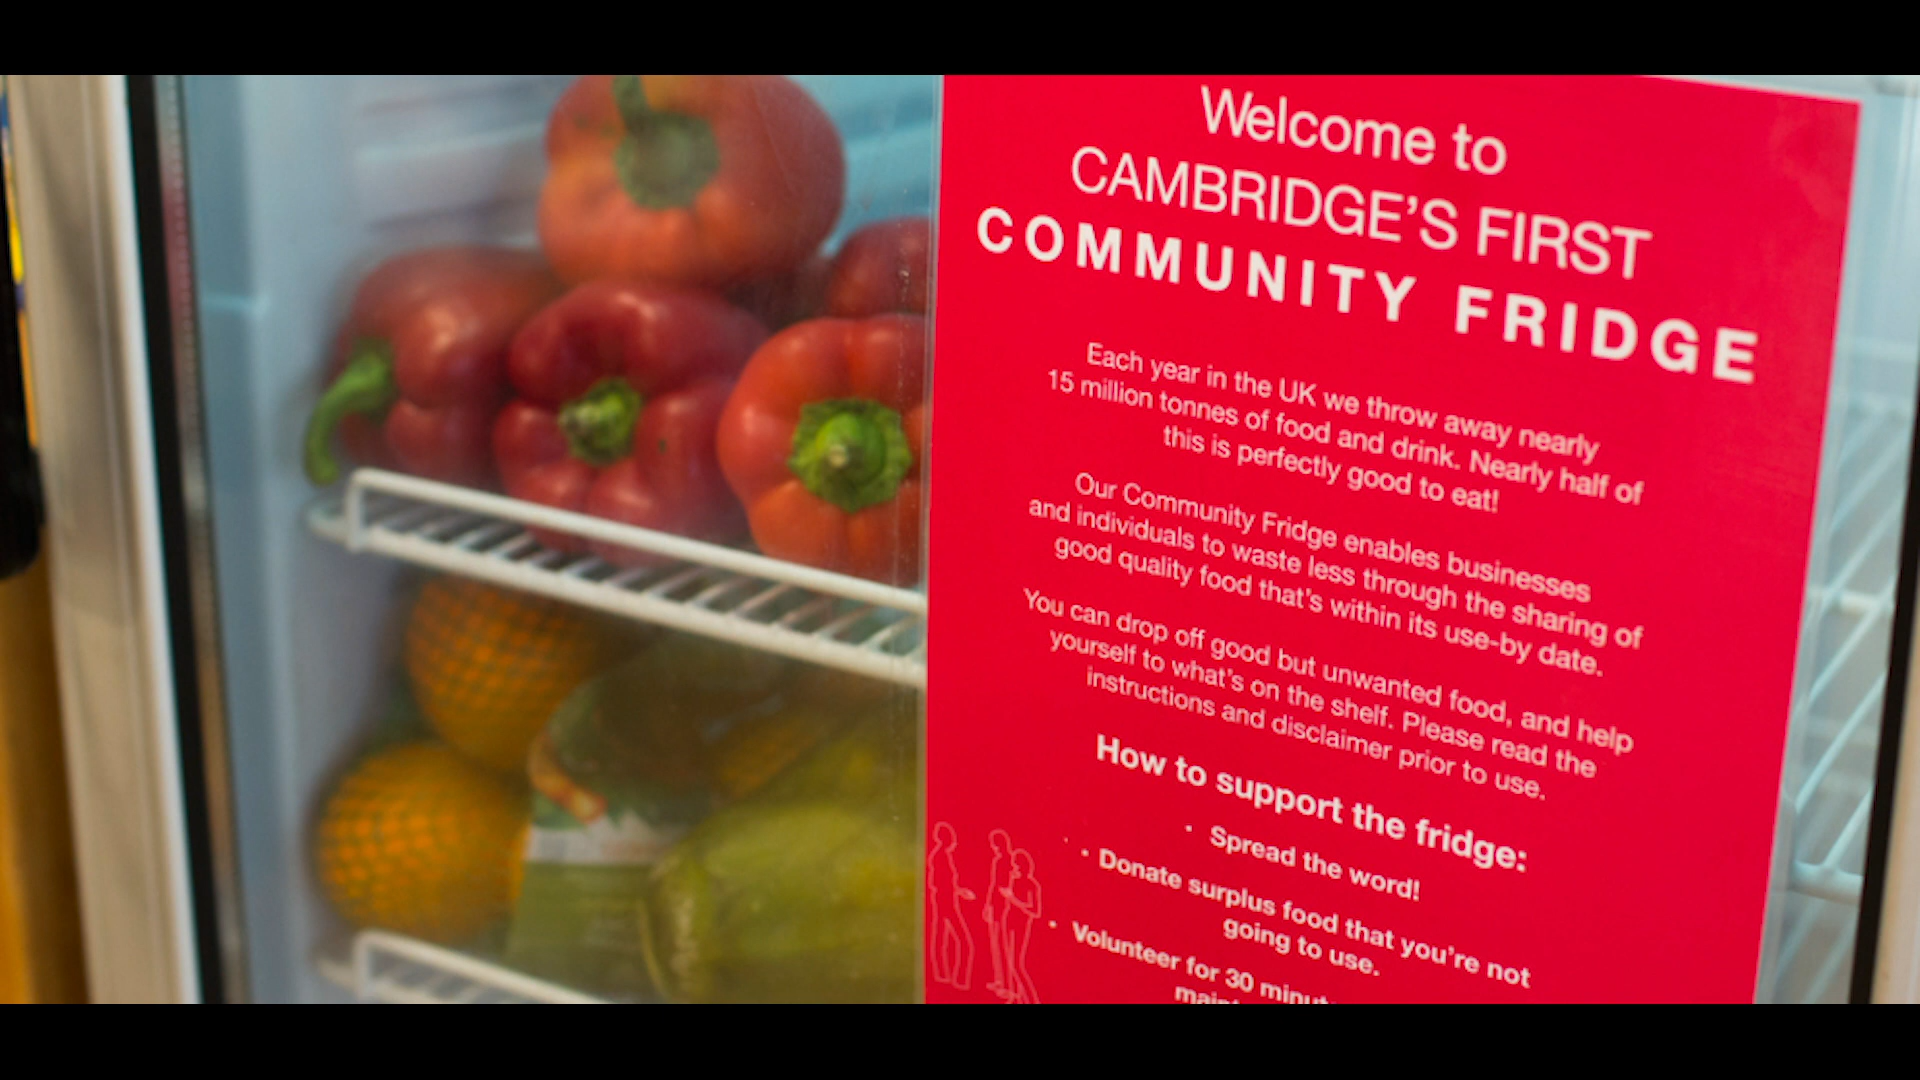 Welcome to
CAMBRIDGE'S FIRST
COMMUNITY FRIDGE
Each year in the UK we throw away nearly
15 million tonnes of food and drink. Nearly half of
this is perfectly good to eat!
Our Community Fridge enables businesses
and individuals to waste less through the sharing of
good quality food that's within its use-by date.
You can drop off good but unwanted food, and help
yourself to what's on the shelf. Please read the
instructions and disclaimer prior to use.
How to support the fridge:
· Spread the word!
· Donate surplus food that you're not
going to use.
· Volunteer for 30